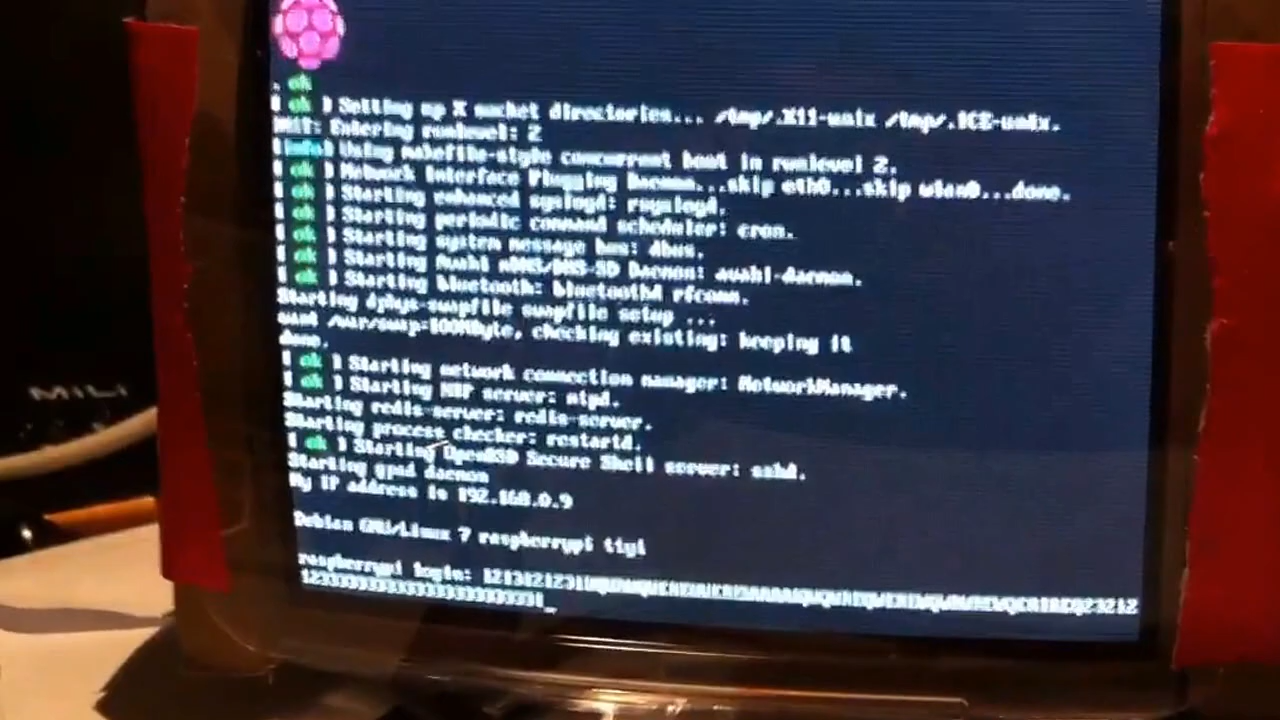 . ok
[ ok ] Setting up X socket directories... /tmp/.X11-unix /tmp/.ICE-unix.
INIT: Entering runlevel: 2
[info] Using makefile-style concurrent boot in runlevel 2.
[ ok ] Network Interface Plugging Daemon...skip eth0...skip wlan0...done.
[ ok ] Starting enhanced syslogd: rsyslogd.
[ ok ] Starting periodic command scheduler: cron.
[ ok ] Starting system message bus: dbus.
[ ok ] Starting Avahi mDNS/DNS-SD Daemon: avahi-daemon.
[ ok ] Starting bluetooth: bluetoothd rfcomm.
Starting dphys-swapfile swapfile setup ...
want /var/swap=100MByte, checking existing: keeping it
done.
[ ok ] Starting network connection manager: NetworkManager.
[ ok ] Starting NTP server: ntpd.
Starting redis-server: redis-server.
Starting process checker: restartd.
[ ok ] Starting OpenBSD Secure Shell server: sshd.
Starting gpsd daemon
My IP address is 192.168.0.9
Debian GNU/Linux 7 raspberrypi tty1
raspberrypi login:
MILI